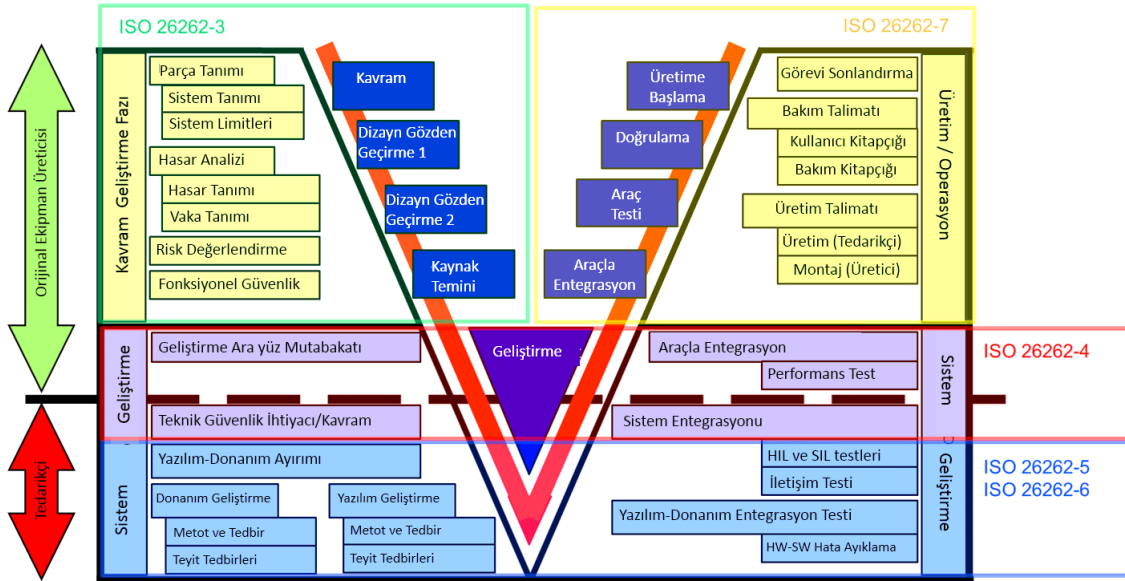 ISO 26262-3
ISO 26262-7
Orijinal Ekipman Üreticisi
Kavram Geliştirme Fazı
Parça Tanımı
Sistem Tanımı
Sistem Limitleri
Hasar Analizi
Hasar Tanımı
Vaka Tanımı
Risk Değerlendirme
Fonksiyonel Güvenlik
Kavram
Dizayn Gözden
Geçirme 1
Dizayn Gözden
Geçirme 2
Kaynak
Temini
Üretime
Başlama
Doğrulama
Araç
Testi
Araçla
Entegrasyon
Görevi Sonlandırma
Bakım Talimatı
Kullanıcı Kitapçığı
Bakım Kitapçığı
Üretim Talimatı
Üretim (Tedarikçi)
Montaj (Üretici)
Üretim / Operasyon
Geliştirme
Geliştirme Ara yüz Mutabakatı
Teknik Güvenlik İhtiyacı/Kavram
Geliştirme
Araçla Entegrasyon
Performans Test
Sistem Entegrasyonu
Sistem
ISO 26262-4
Tedarikçi
Sistem
Yazılım-Donanım Ayırımı
Donanım Geliştirme
Metot ve Tedbir
Teyit Tedbirleri
Yazılım Geliştirme
Metot ve Tedbir
Teyit Tedbirleri
HIL ve SIL testleri
İletişim Testi
Yazılım-Donanım Entegrasyon Testi
HW-SW Hata Ayıklama
Geliştirme
ISO 26262-5
ISO 26262-6